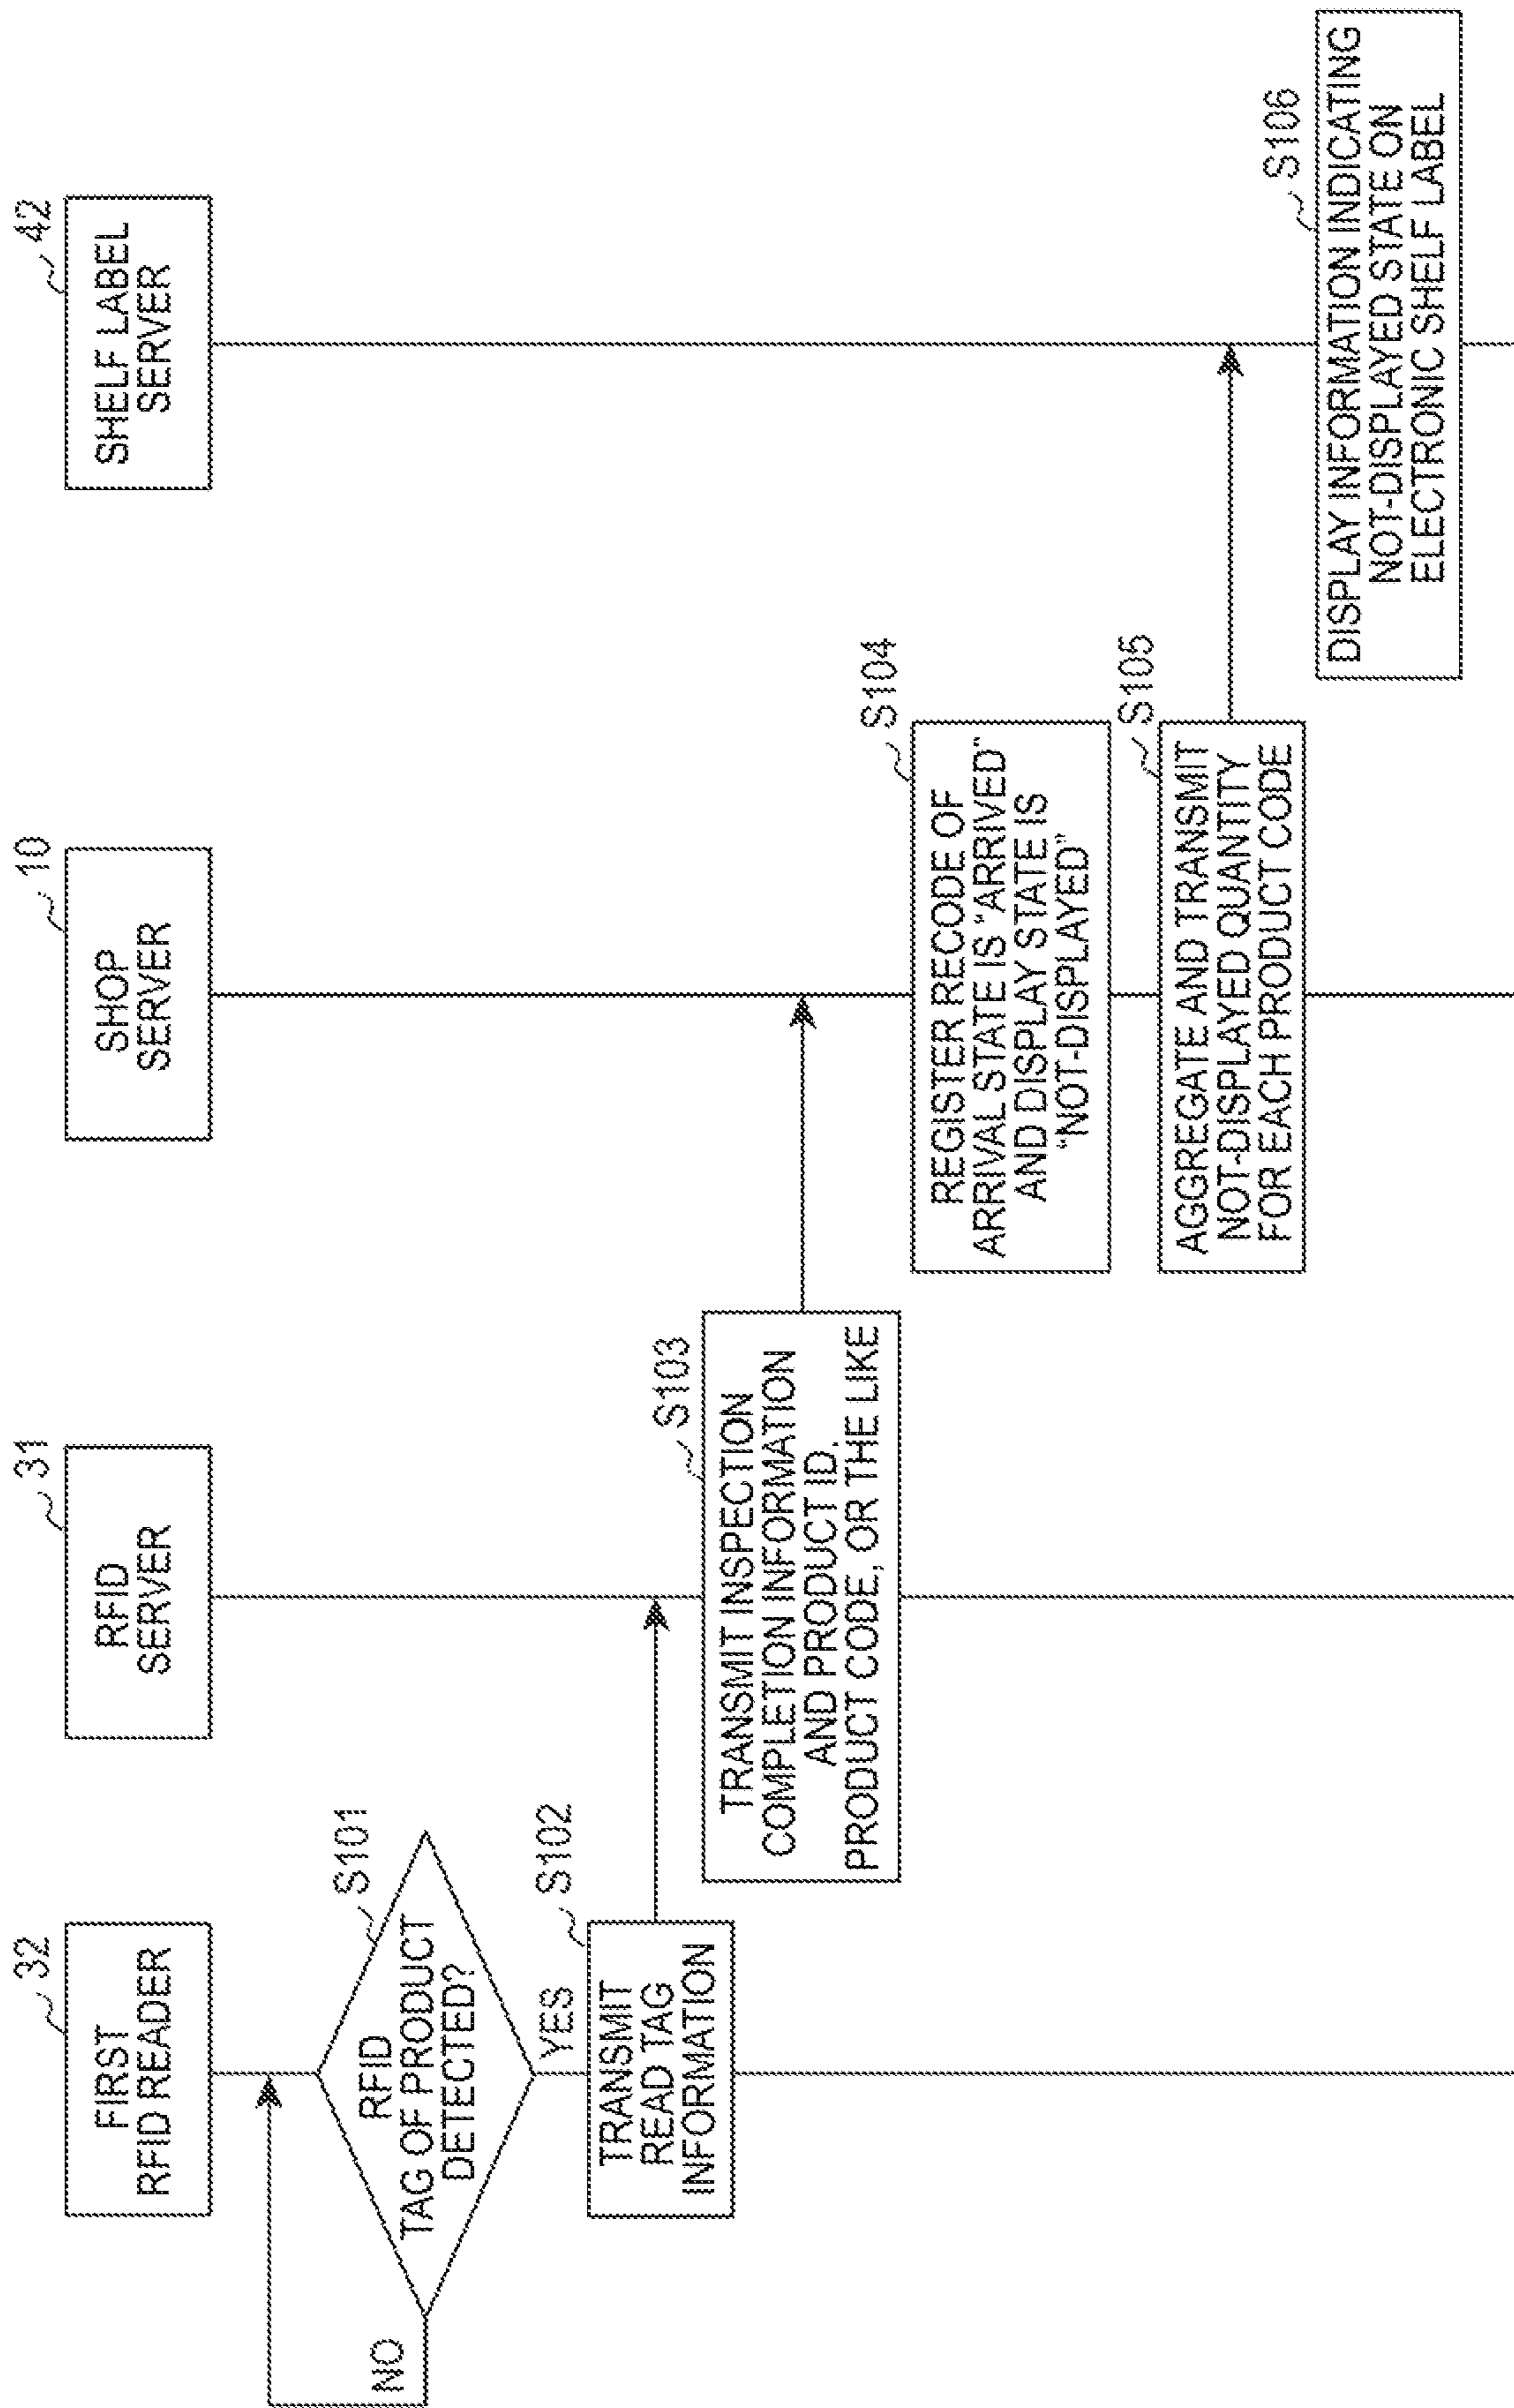 32
FIRST
RFID READER
31
RFID
SERVER
10
SHOP
SERVER
42
SHELF LABEL
SERVER
S101
RFID
TAG OF PRODUCT
DETECTED?
NO
YES
S102
TRANSMIT
READ TAG
INFORMATION
S103
TRANSMIT INSPECTION
COMPLETION INFORMATION
AND PRODUCT ID,
PRODUCT CODE, OR THE LIKE
S104
REGISTER RECODE OF
ARRIVAL STATE IS "ARRIVED"
AND DISPLAY STATE IS
"NOT-DISPLAYED"
S105
AGGREGATE AND TRANSMIT
NOT-DISPLAYED QUANTITY
FOR EACH PRODUCT CODE
S106
DISPLAY INFORMATION INDICATING
NOT-DISPLAYED STATE ON
ELECTRONIC SHELF LABEL